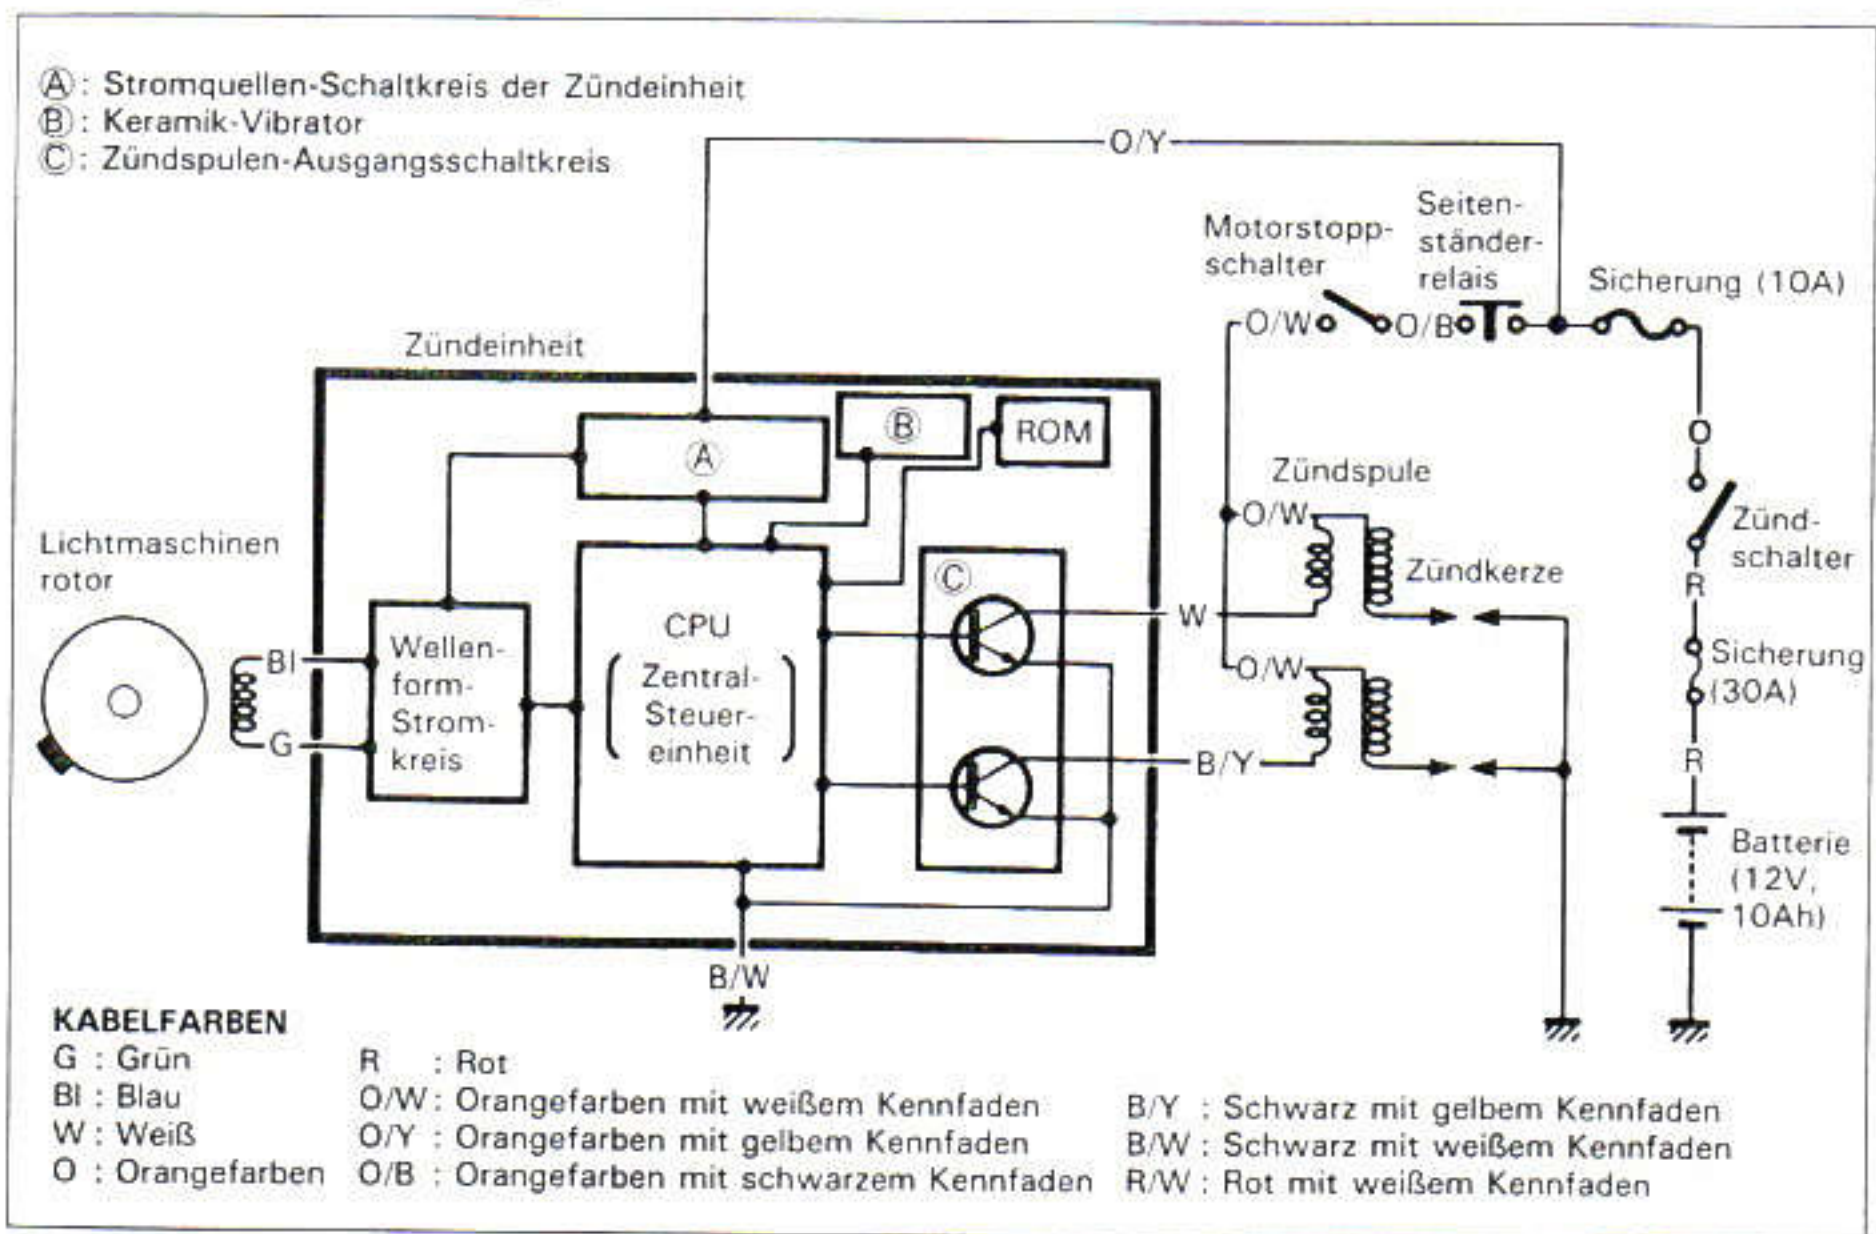 Ⓐ: Stromquellen-Schaltkreis der Zündeinheit
Ⓑ: Keramik-Vibrator
Ⓒ: Zündspulen-Ausgangsschaltkreis
O/Y
Motorstopp-
schalter
Seiten-
ständer-
relais
Sicherung (10A)
O/W
O/B
Zündeinheit
Ⓐ
Ⓑ
ROM
O
Zündspule
O/W
Zünd-
schalter
Lichtmaschinen
rotor
Ⓒ
Zündkerze
R
Bl
G
Wellen-
form-
Strom-
kreis
CPU
(Zentral-
Steuer-
einheit)
W
O/W
B/Y
Sicherung
(30A)
R
Batterie
(12V,
10Ah)
B/W
KABELFARBEN
G : Grün
Bl : Blau
W : Weiß
O : Orangefarben
R : Rot
O/W : Orangefarben mit weißem Kennfaden
O/Y : Orangefarben mit gelbem Kennfaden
O/B : Orangefarben mit schwarzem Kennfaden
B/Y : Schwarz mit gelbem Kennfaden
B/W : Schwarz mit weißem Kennfaden
R/W : Rot mit weißem Kennfaden